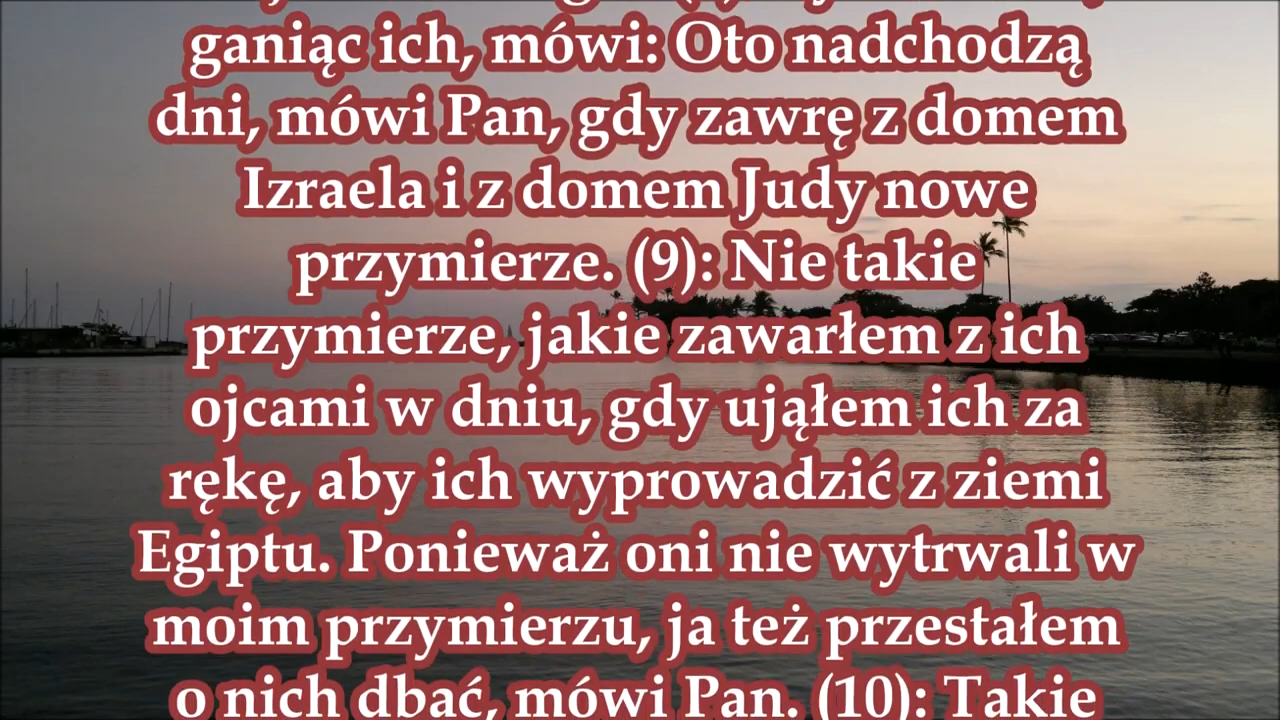 ganiąc ich, mówi: Oto nadchodzą
dni, mówi Pan, gdy zawrę z domem
Izraela i z domem Judy nowe
przymierze. (9): Nie takie
przymierze, jakie zawarłem z ich
ojcami w dniu, gdy ująłem ich za
rękę, aby ich wyprowadzić z ziemi
Egiptu. Ponieważ oni nie wytrwali w
moim przymierzu, ja też przestałem
o nich dbać, mówi Pan. (10): Takie